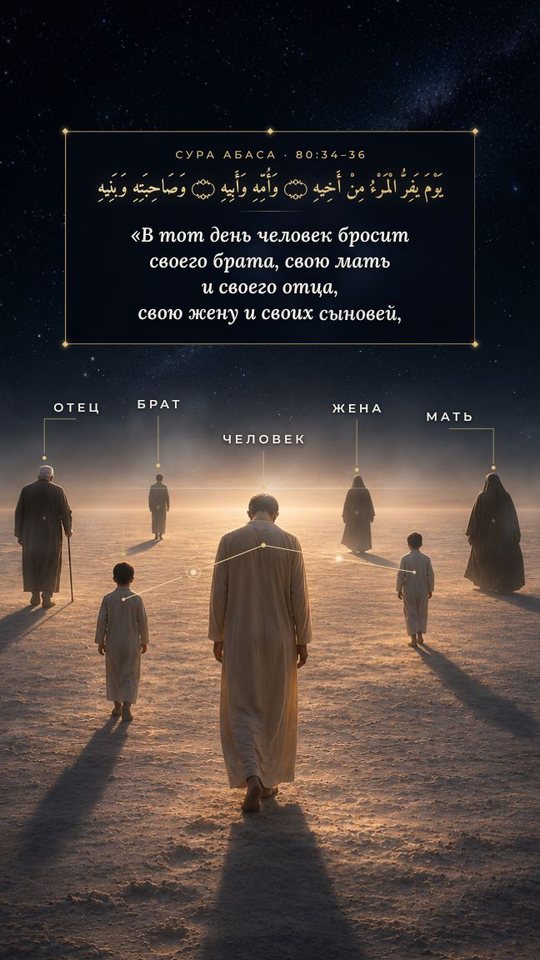 СУРА АБАСА · 80:34–36
يَوْمَ يَفِرُّ الْمَرْءُ مِنْ أَخِيهِ ۝ وَأُمِّهِ وَأَبِيهِ ۝ وَصَاحِبَتِهِ وَبَنِيهِ
«В тот день человек бросит
своего брата, свою мать
и своего отца,
свою жену и своих сыновей,
ОТЕЦ
БРАТ
ЧЕЛОВЕК
ЖЕНА
МАТЬ